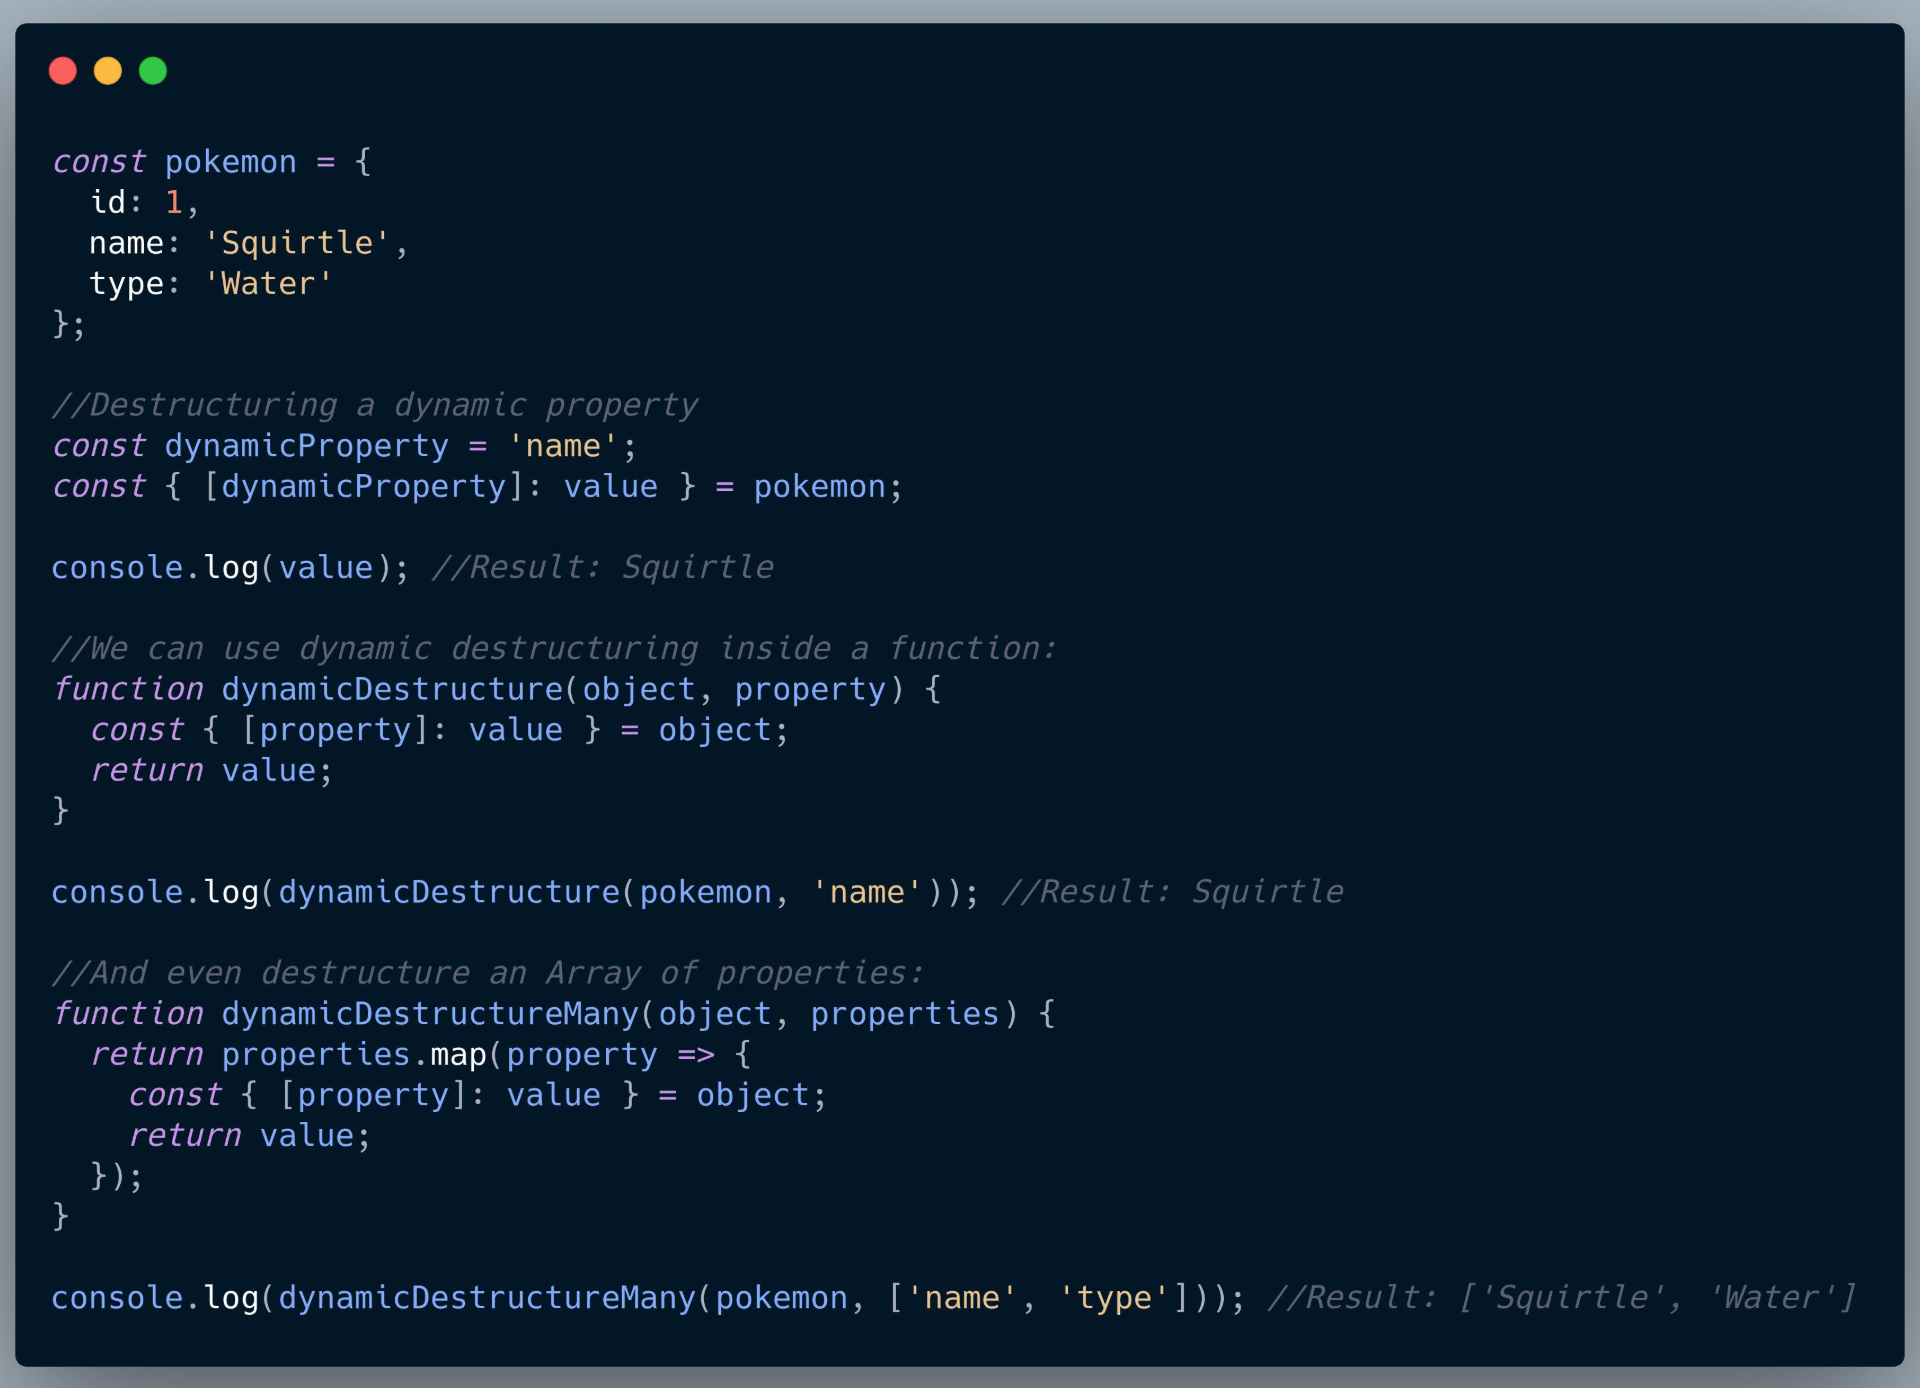 const pokemon = {
  id: 1,
  name: 'Squirtle',
  type: 'Water'
};
//Destructuring a dynamic property
const dynamicProperty = 'name';
const { [dynamicProperty]: value } = pokemon;
console.log(value); //Result: Squirtle
//We can use dynamic destructuring inside a function:
function dynamicDestructure(object, property) {
  const { [property]: value } = object;
  return value;
}
console.log(dynamicDestructure(pokemon, 'name')); //Result: Squirtle
//And even destructure an Array of properties:
function dynamicDestructureMany(object, properties) {
  return properties.map(property => {
    const { [property]: value } = object;
    return value;
  });
}
console.log(dynamicDestructureMany(pokemon, ['name', 'type'])); //Result: ['Squirtle', 'Water']